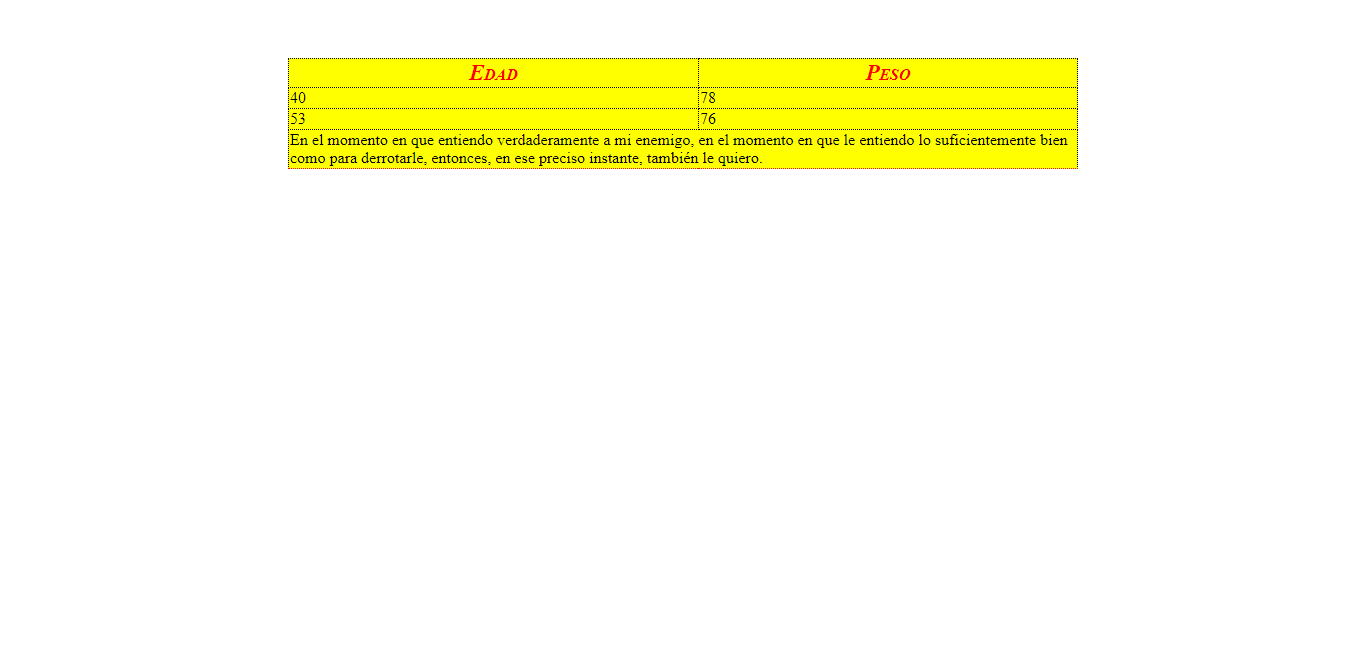 Edad Peso
40 78
53 76
En el momento en que entiendo verdaderamente a mi enemigo, en el momento en que le entiendo lo suficientemente bien
como para derrotarle, entonces, en ese preciso instante, también le quiero.